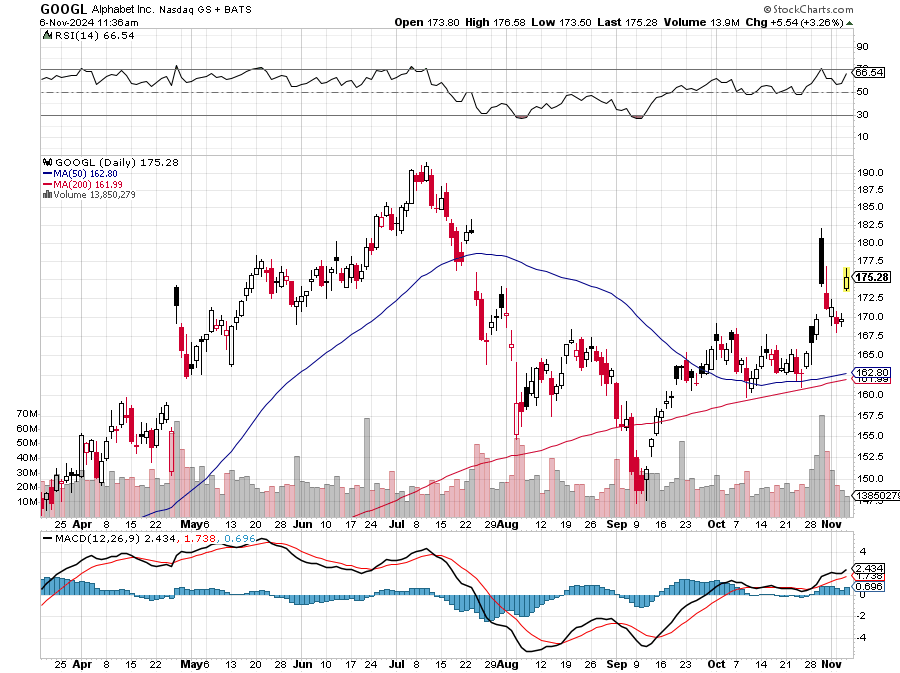 GOOGL Alphabet Inc. Nasdaq GS + BATS
© StockCharts.com
6-Nov-2024 11:36am
Open 173.80 High 176.58 Low 173.50 Last 175.28 Volume 13.9M Chg +5.54 (+3.26%)
RSI(14) 66.54
90
70
66.54
50
30
10
GOOGL (Daily) 175.28
MA(50) 162.80
MA(200) 161.99
Volume 13,850,279
190.0
187.5
185.0
182.5
180.0
177.5
175.28
172.5
170.0
167.5
165.0
162.80
161.99
160.0
157.5
155.0
152.5
150.0
147.5
13850279
70M
60M
50M
40M
30M
20M
10M
25 Apr 8 15 22 May 6 13 20 28 Jun 10 17 24 Jul 8 15 22 29 Aug 12 19 26 Sep 9 16 23 Oct 7 14 21 28 Nov
MACD(12,26,9) 2.434, 1.738, 0.696
4
2.434
1.738
0.696
0
-2
-4
25 Apr 8 15 22 May 6 13 20 28 Jun 10 17 24 Jul 8 15 22 29 Aug 12 19 26 Sep 9 16 23 Oct 7 14 21 28 Nov